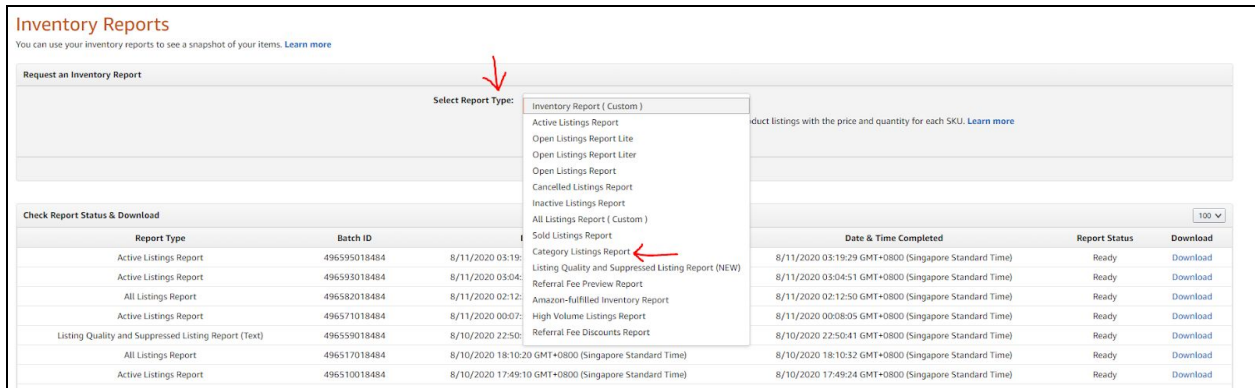 Inventory Reports
You can use your inventory reports to see a snapshot of your items. Learn more
Request an Inventory Report
Select Report Type:
Inventory Report ( Custom )
Active Listings Report
duct listings with the price and quantity for each SKU. Learn more
Open Listings Report Lite
Open Listings Report Liter
Open Listings Report
Cancelled Listings Report
Inactive Listings Report
All Listings Report ( Custom )
Sold Listings Report
Category Listings Report
Listing Quality and Suppressed Listing Report (NEW)
Referral Fee Preview Report
Amazon-fulfilled Inventory Report
High Volume Listings Report
Referral Fee Discounts Report
Check Report Status & Download 100
Report Type Batch ID Date & Time Completed Report Status Download
Active Listings Report 496595018484 8/11/2020 03:19: 8/11/2020 03:19:29 GMT+0800 (Singapore Standard Time) Ready Download
Active Listings Report 496593018484 8/11/2020 03:04: 8/11/2020 03:04:51 GMT+0800 (Singapore Standard Time) Ready Download
All Listings Report 496582018484 8/11/2020 02:12: 8/11/2020 02:12:50 GMT+0800 (Singapore Standard Time) Ready Download
Active Listings Report 496571018484 8/11/2020 00:07: 8/11/2020 00:08:05 GMT+0800 (Singapore Standard Time) Ready Download
Listing Quality and Suppressed Listing Report (Text) 496559018484 8/10/2020 22:50: 8/10/2020 22:50:41 GMT+0800 (Singapore Standard Time) Ready Download
All Listings Report 496517018484 8/10/2020 18:10:20 GMT+0800 (Singapore Standard Time) 8/10/2020 18:10:32 GMT+0800 (Singapore Standard Time) Ready Download
Active Listings Report 496510018484 8/10/2020 17:49:10 GMT+0800 (Singapore Standard Time) 8/10/2020 17:49:24 GMT+0800 (Singapore Standard Time) Ready Download